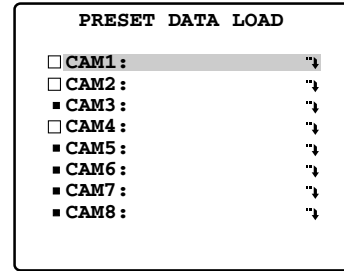 PRESET DATA LOAD
□CAM1:
□CAM2:
■CAM3:
□CAM4:
■CAM5:
■CAM6:
■CAM7:
■CAM8: